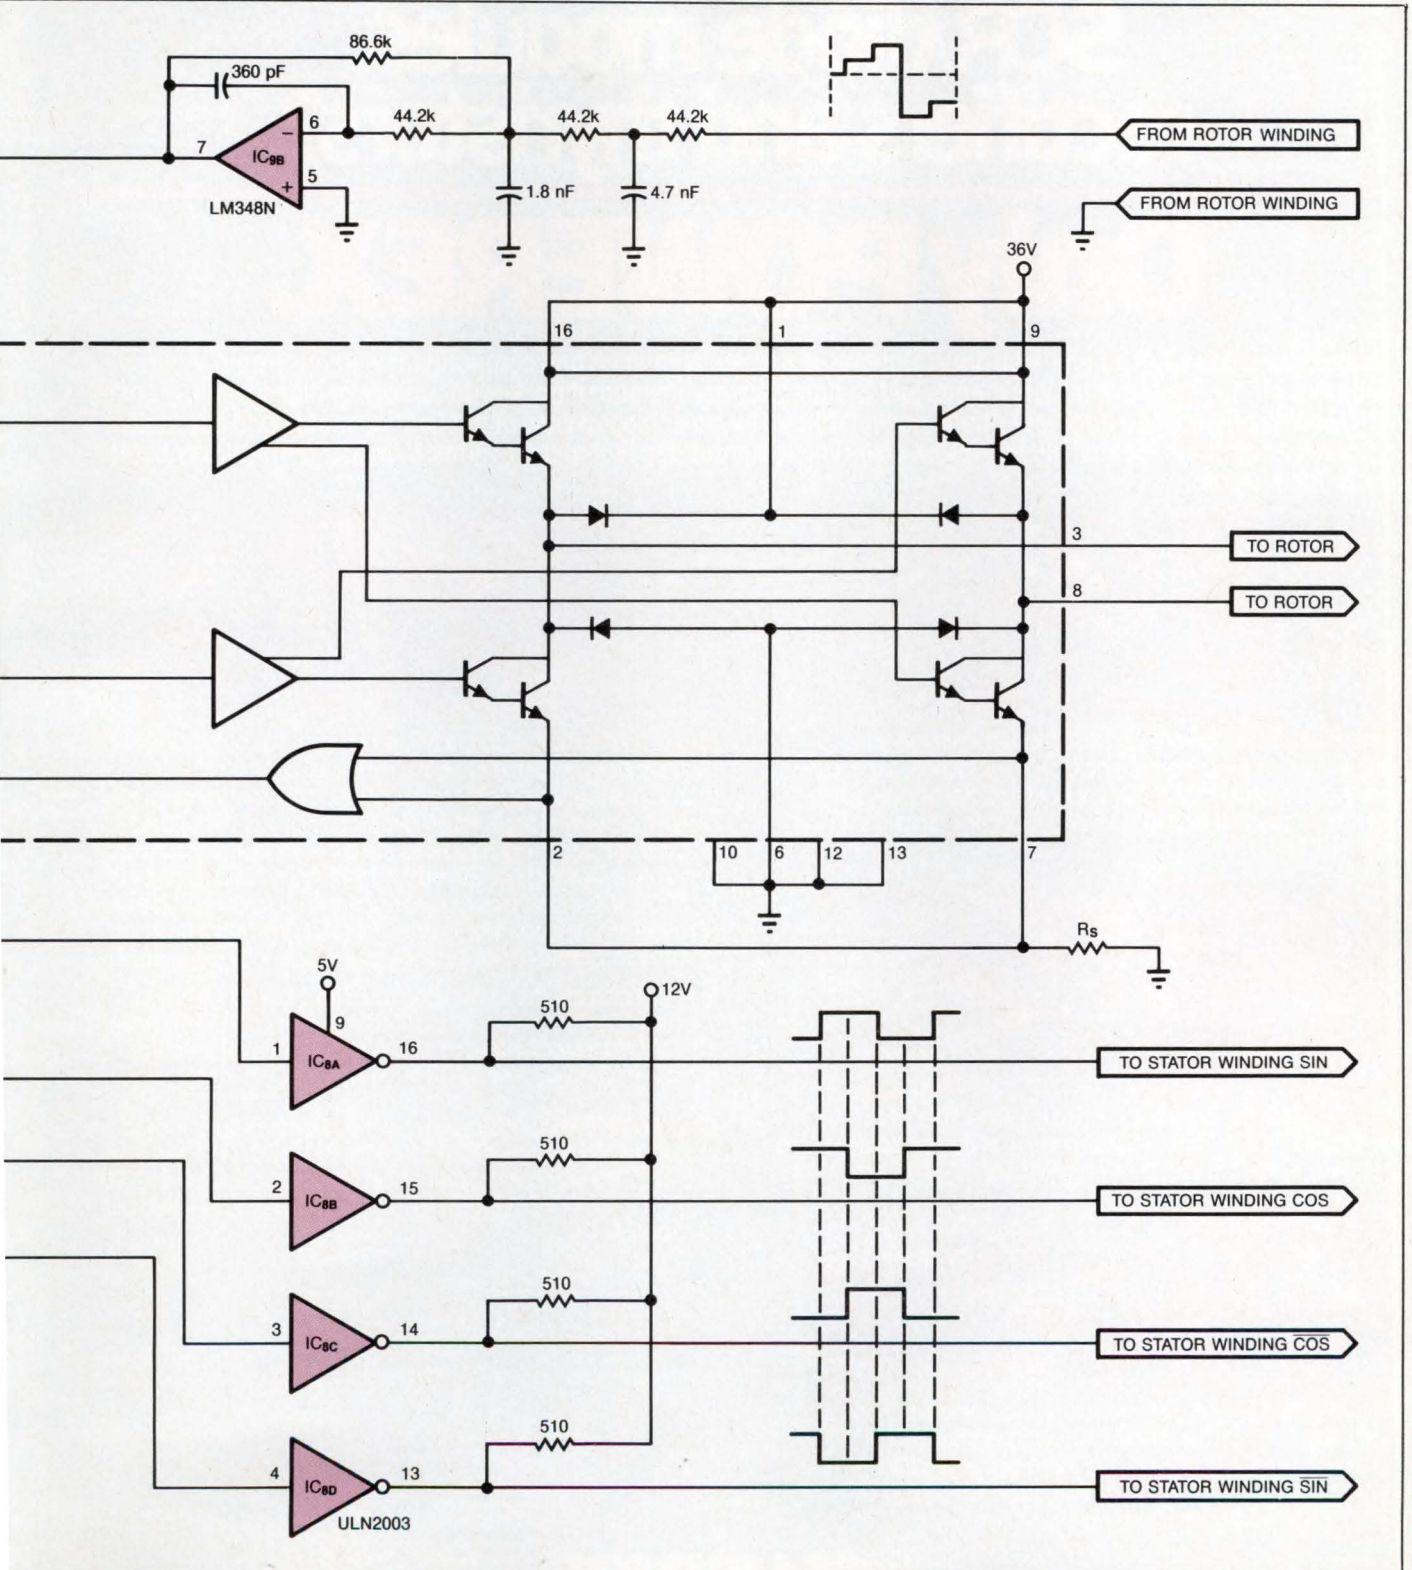 86.6k
360 pF
6
44.2k
44.2k
44.2k
FROM ROTOR WINDING
7
IC9B
−
+
5
1.8 nF
4.7 nF
LM348N
FROM ROTOR WINDING
36V
16
1
9
3
TO ROTOR
8
TO ROTOR
2
10
6
12
13
7
RS
5V
9
12V
510
1
IC8A
16
TO STATOR WINDING SIN
510
2
IC8B
15
TO STATOR WINDING COS
510
3
IC8C
14
TO STATOR WINDING C̅O̅S̅
510
4
IC8D
13
TO STATOR WINDING S̅I̅N̅
ULN2003